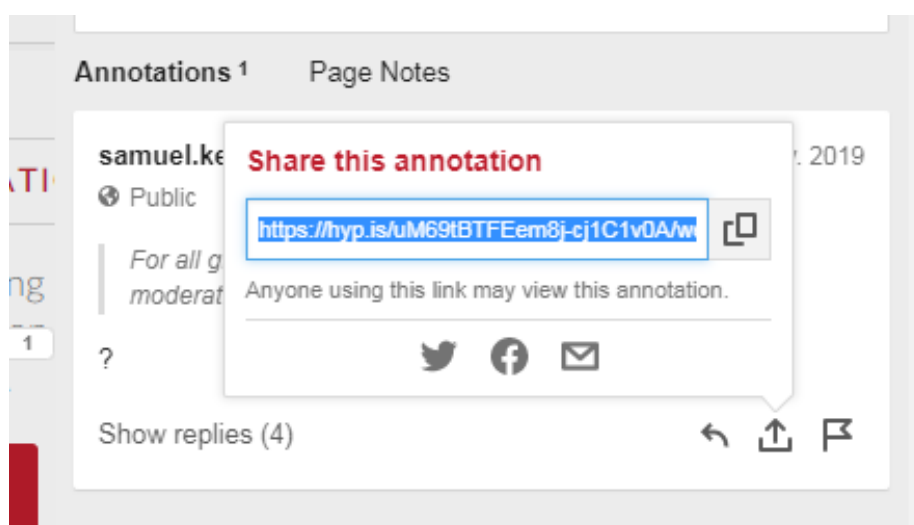 Annotations 1 Page Notes
samuel.ke
Share this annotation
. 2019
Public
https://hyp.is/uM69tBTFEem8j-cj1C1v0A/w
For all g
moderat
Anyone using this link may view this annotation.
ATI
ng
1
?
Show replies (4)